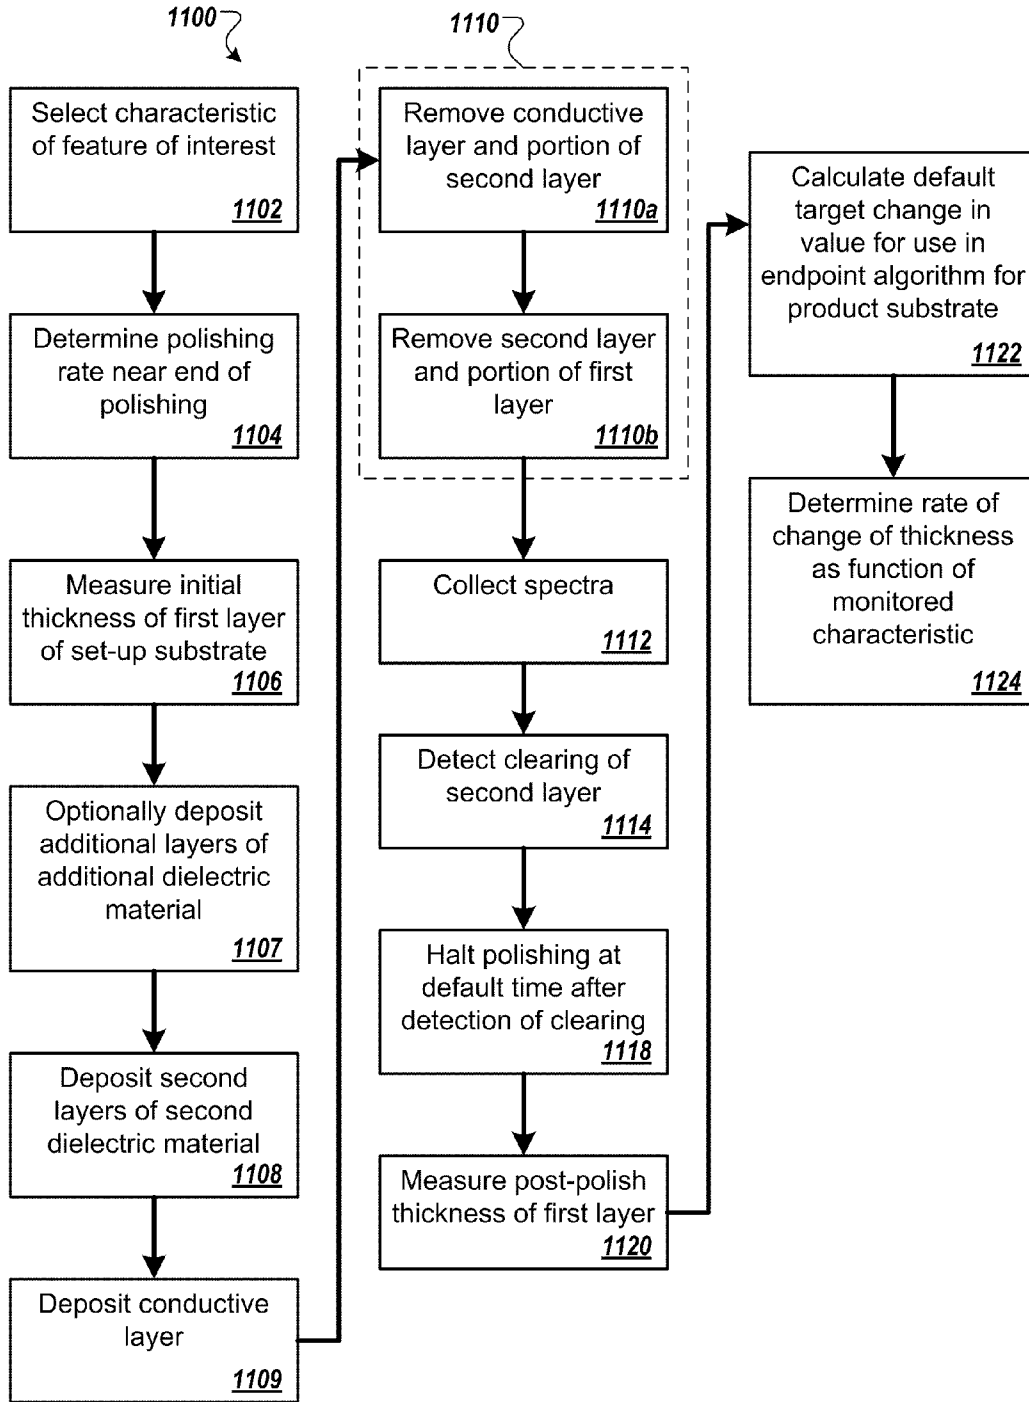 1100
Select characteristic
of feature of interest
1102
Determine polishing
rate near end of
polishing
1104
Measure initial
thickness of first layer
of set-up substrate
1106
Optionally deposit
additional layers of
additional dielectric
material
1107
Deposit second
layers of second
dielectric material
1108
Deposit conductive
layer
1109
1110
Remove conductive
layer and portion of
second layer
1110a
Remove second layer
and portion of first
layer
1110b
Collect spectra
1112
Detect clearing of
second layer
1114
Halt polishing at
default time after
detection of clearing
1118
Measure post-polish
thickness of first layer
1120
Calculate default
target change in
value for use in
endpoint algorithm for
product substrate
1122
Determine rate of
change of thickness
as function of
monitored
characteristic
1124